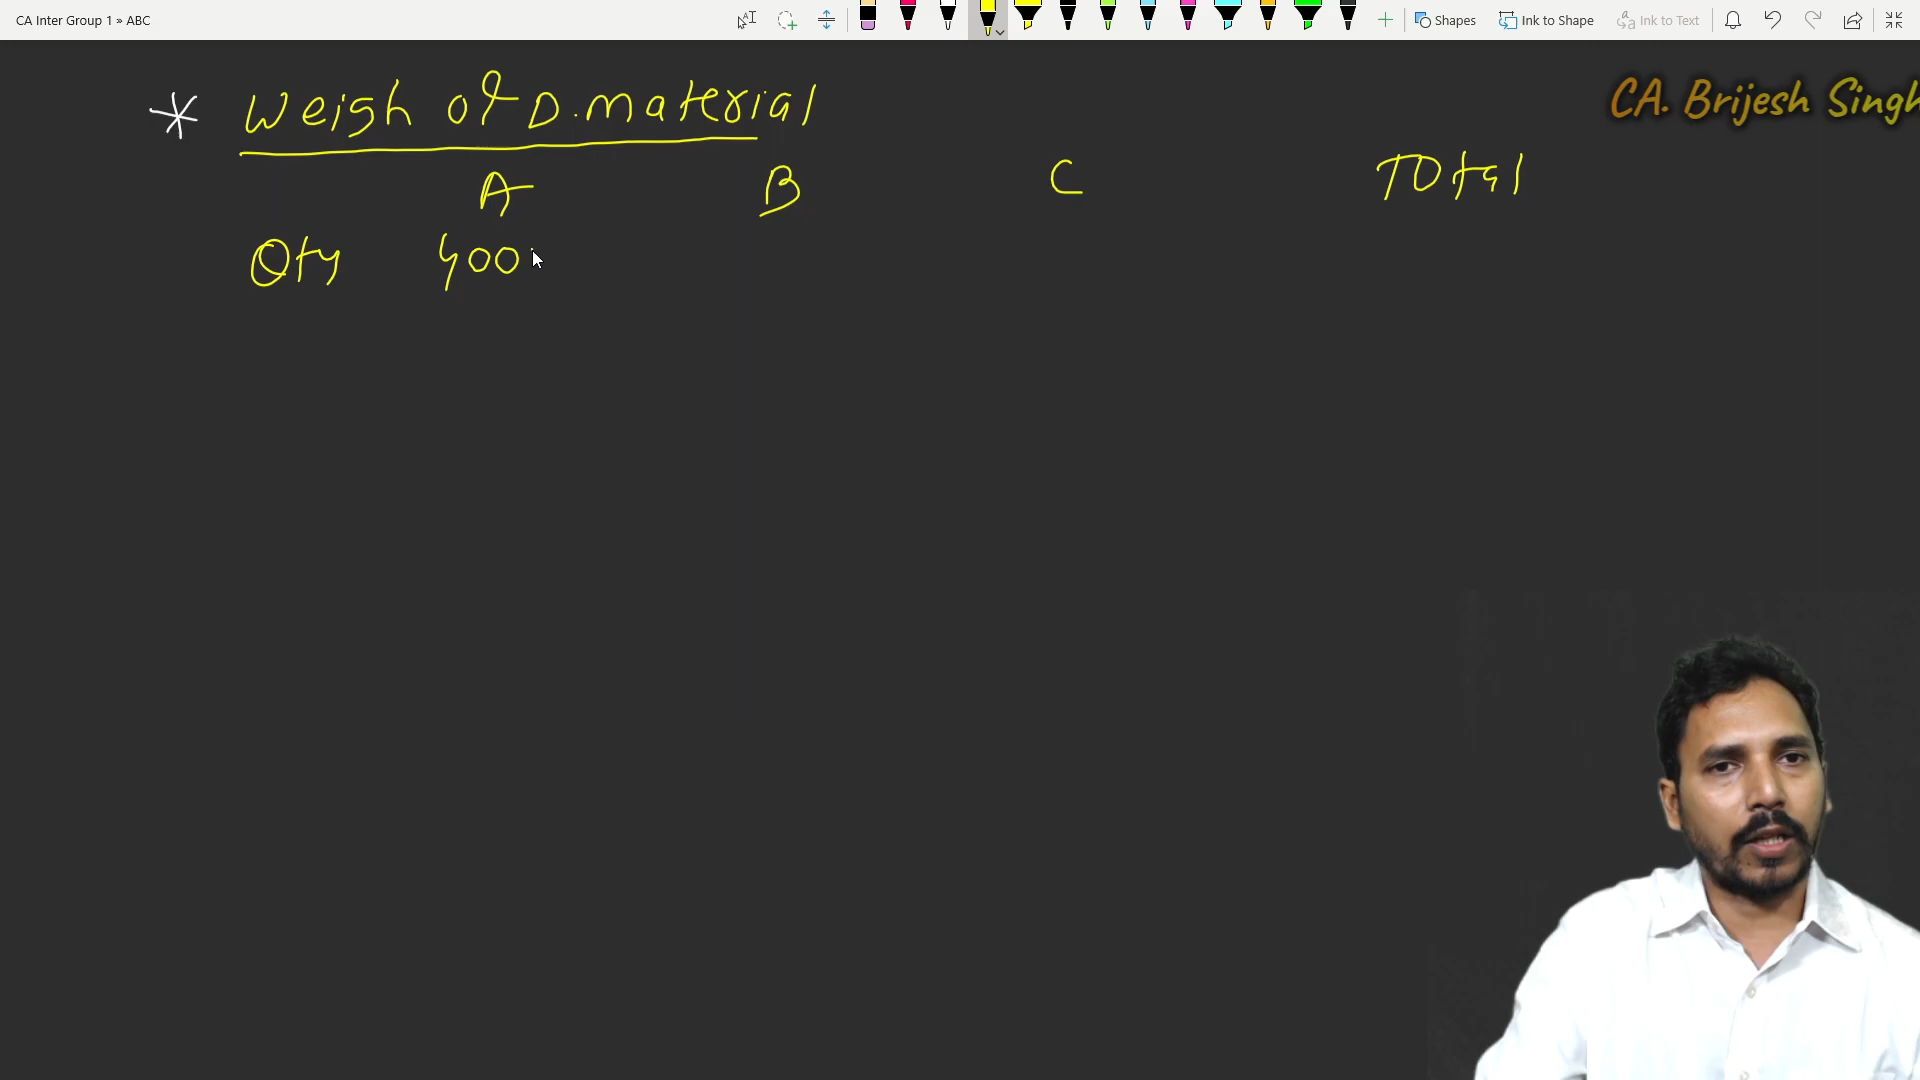 CA Inter Group 1 » ABC
Shapes
Ink to Shape
Ink to Text
CA. Brijesh Singh
Weigh of D.material
A B C Total
Qty 400